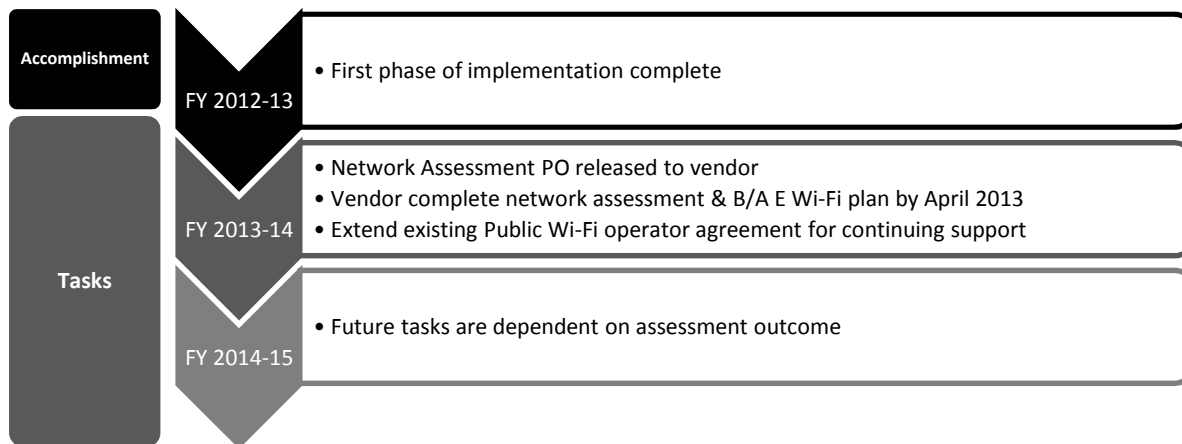 Accomplishment
FY 2012-13
• First phase of implementation complete
Tasks
FY 2013-14
• Network Assessment PO released to vendor
• Vendor complete network assessment & B/A E Wi-Fi plan by April 2013
• Extend existing Public Wi-Fi operator agreement for continuing support
FY 2014-15
• Future tasks are dependent on assessment outcome